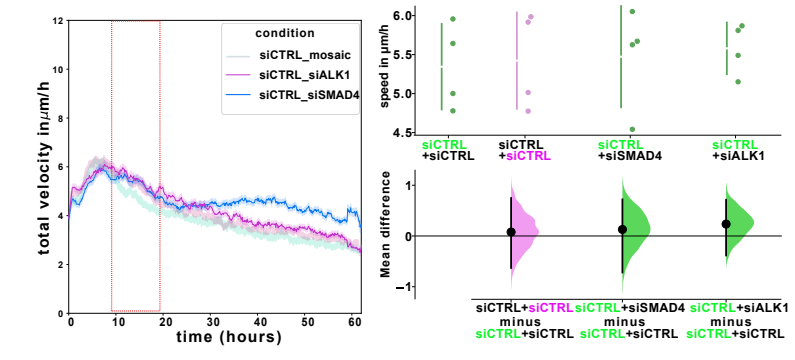 total velocity inμm/h
12
10
8
6
4
2
0
0
10
20
30
40
50
60
time (hours)
condition
siCTRL_mosaic
siCTRL_siALK1
siCTRL_siSMAD4
speed in μm/h
6.0
5.5
5.0
4.5
siCTRL
+siCTRL
siCTRL
+siCTRL
siCTRL
+siSMAD4
siCTRL
+siALK1
Mean difference
1
0
−1
siCTRL+siCTRL
minus
siCTRL+siCTRL
siCTRL+siSMAD4
minus
siCTRL+siCTRL
siCTRL+siALK1
minus
siCTRL+siCTRL